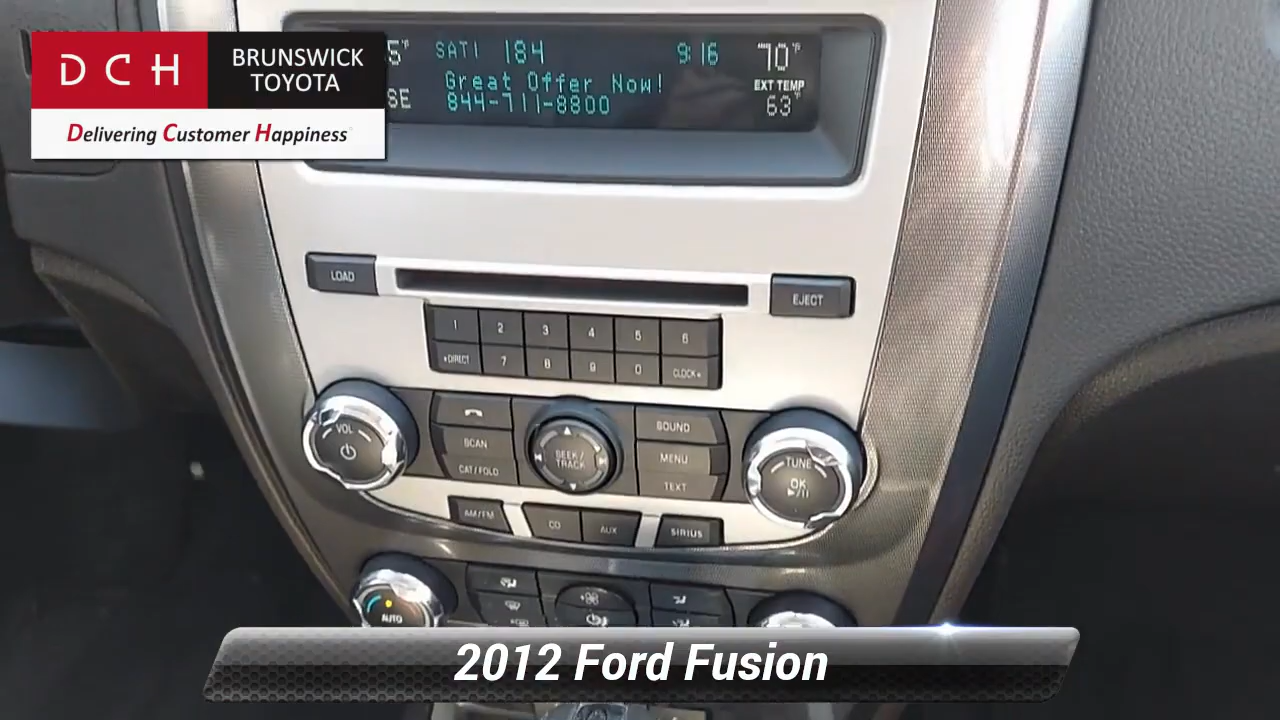 D C H
BRUNSWICK
TOYOTA
Delivering Customer Happiness
5°F SAT1 184 9:16 70°F
Great Offer Now!
844-711-8800
SE
EXT TEMP
63°F
LOAD
EJECT
1 2 3 4 5 6
•DIRECT 7 8 9 0 CLOCK•
VOL
SCAN
CAT/FOLD
SEEK/
TRACK
SOUND
MENU
TEXT
TUNE
OK
AM/FM
CD
AUX
SIRIUS
AUTO
2012 Ford Fusion